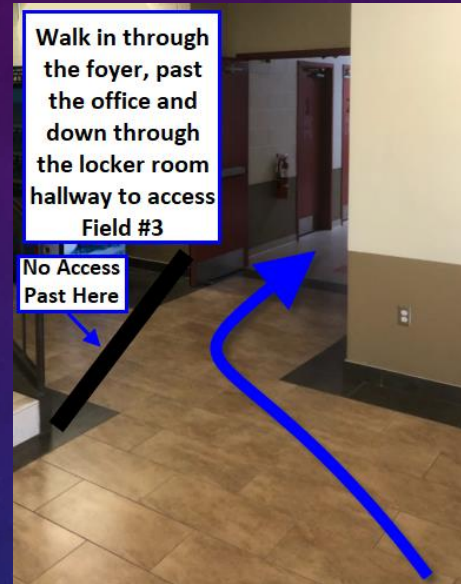 Walk in through
the foyer, past
the office and
down through
the locker room
hallway to access
Field #3
No Access
Past Here